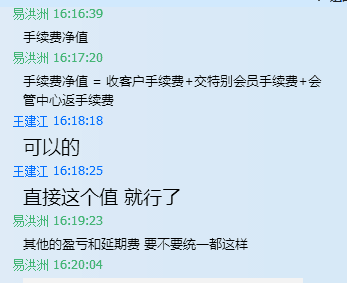 易洪洲 16:16:39
手续费净值
易洪洲 16:17:20
手续费净值 = 收客户手续费+交特别会员手续费+会
管中心返手续费
王建江 16:18:18
可以的
王建江 16:18:25
直接这个值 就行了
易洪洲 16:19:23
其他的盈亏和延期费 要不要统一都这样
易洪洲 16:20:04